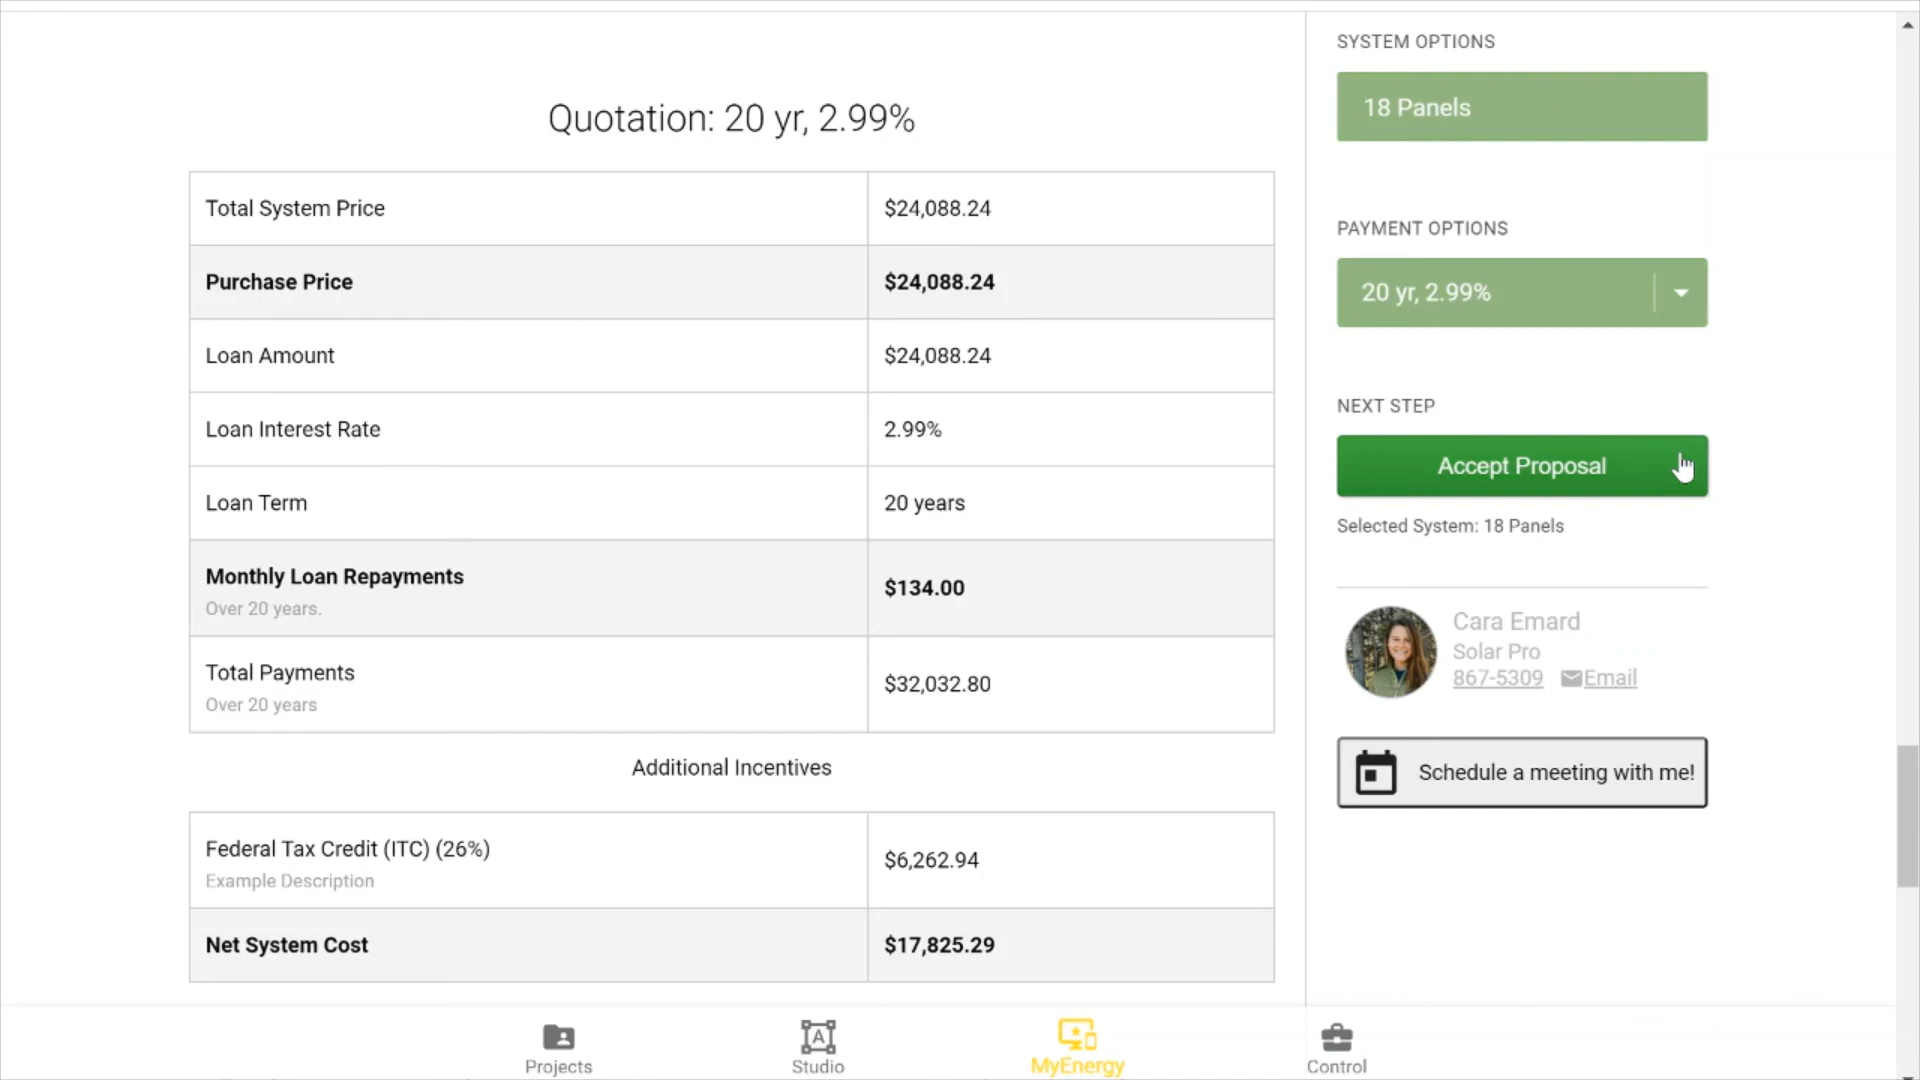 Quotation: 20 yr, 2.99%
Total System Price $24,088.24
Purchase Price $24,088.24
Loan Amount $24,088.24
Loan Interest Rate 2.99%
Loan Term 20 years
Monthly Loan Repayments $134.00
Over 20 years.
Total Payments $32,032.80
Over 20 years
Additional Incentives
Federal Tax Credit (ITC) (26%) $6,262.94
Example Description
Net System Cost $17,825.29
SYSTEM OPTIONS
18 Panels
PAYMENT OPTIONS
20 yr, 2.99%
NEXT STEP
Accept Proposal
Selected System: 18 Panels
Cara Emard
Solar Pro
867-5309 Email
Schedule a meeting with me!
Projects Studio MyEnergy Control